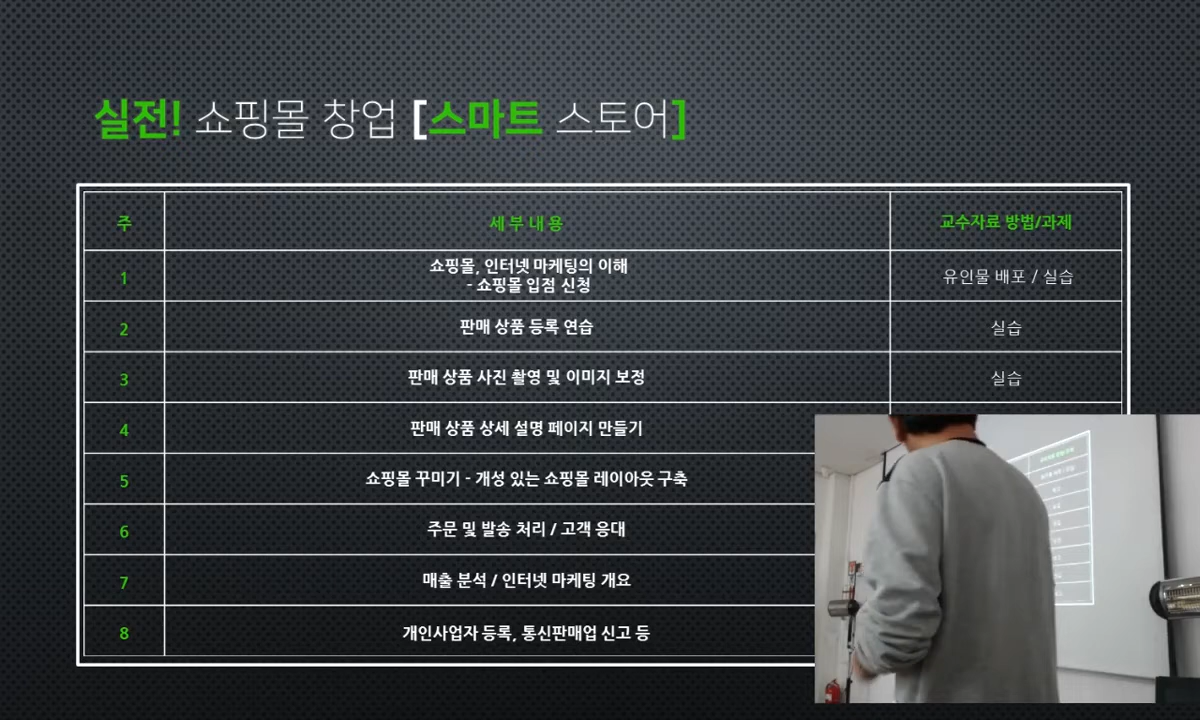 실전! 쇼핑몰 창업 [스마트 스토어]
주 세 부 내 용 교수자료 방법/과제
1 쇼핑몰, 인터넷 마케팅의 이해
- 쇼핑몰 입점 신청 유인물 배포 / 실습
2 판매 상품 등록 연습 실습
3 판매 상품 사진 촬영 및 이미지 보정 실습
4 판매 상품 상세 설명 페이지 만들기
5 쇼핑몰 꾸미기 - 개성 있는 쇼핑몰 레이아웃 구축
6 주문 및 발송 처리 / 고객 응대
7 매출 분석 / 인터넷 마케팅 개요
8 개인사업자 등록, 통신판매업 신고 등